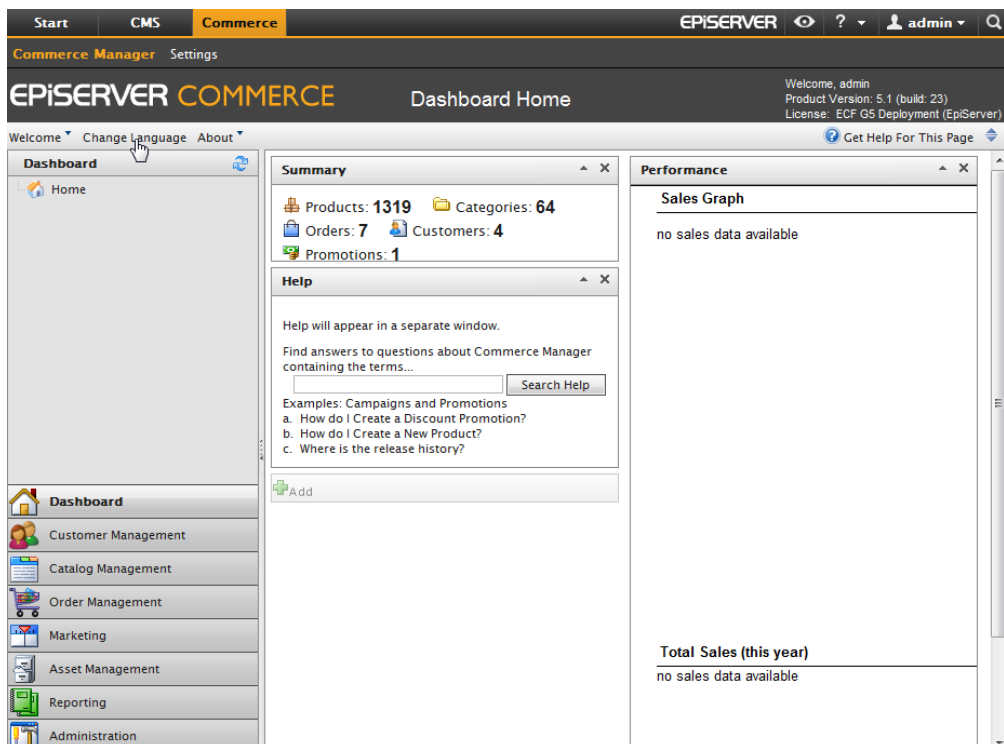 Start CMS Commerce EPiSERVER ? admin
Commerce Manager Settings
EPiSERVER COMMERCE Dashboard Home
Welcome, admin
Product Version: 5.1 (build: 23)
License: ECF G5 Deployment (EpiServer)
Welcome Change Language About ? Get Help For This Page
Dashboard
Home
Summary
Products: 1319 Categories: 64
Orders: 7 Customers: 4
Promotions: 1
Help
Help will appear in a separate window.
Find answers to questions about Commerce Manager
containing the terms...
Search Help
Examples: Campaigns and Promotions
a. How do I Create a Discount Promotion?
b. How do I Create a New Product?
c. Where is the release history?
Add
Performance
Sales Graph
no sales data available
Total Sales (this year)
no sales data available
Dashboard
Customer Management
Catalog Management
Order Management
Marketing
Asset Management
Reporting
Administration